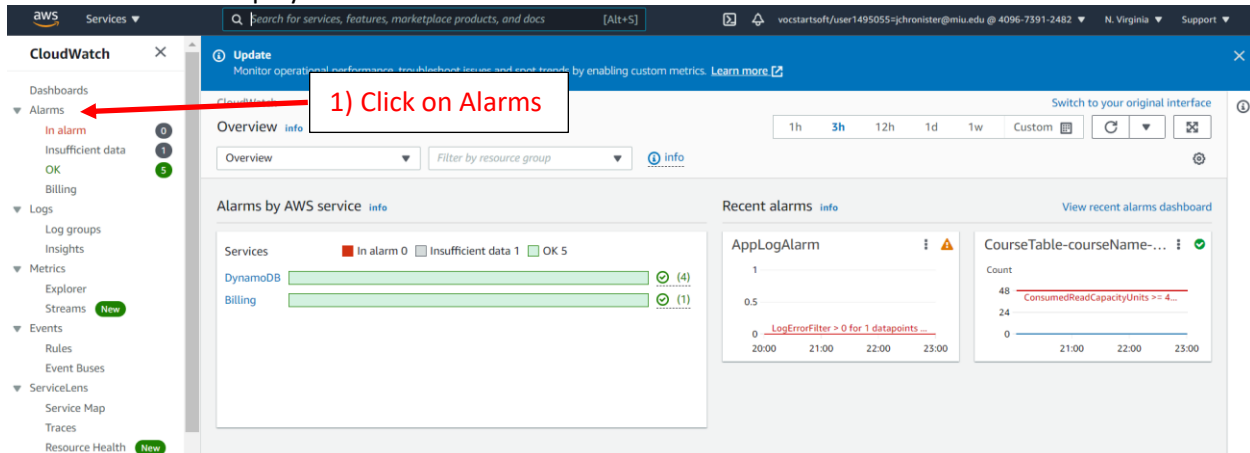 aws Services ▼ Search for services, features, marketplace products, and docs [Alt+S] vocstartsoft/user1495055=jchronister@miu.edu @ 4096-7391-2482 ▼ N. Virginia ▼ Support ▼
CloudWatch ×
Dashboards
Alarms
In alarm 0
Insufficient data 1
OK 5
Billing
Logs
Log groups
Insights
Metrics
Explorer
Streams New
Events
Rules
Event Buses
ServiceLens
Service Map
Traces
Resource Health New
Update
Monitor operational performance, troubleshoot issues and spot trends by enabling custom metrics. Learn more
1) Click on Alarms
CloudWatch
Switch to your original interface
Overview info
1h 3h 12h 1d 1w Custom
Overview ▼ Filter by resource group ▼ info
Alarms by AWS service info
Services In alarm 0 Insufficient data 1 OK 5
DynamoDB (4)
Billing (1)
Recent alarms info View recent alarms dashboard
AppLogAlarm
1
0.5
0
LogErrorFilter > 0 for 1 datapoints ...
20:00 21:00 22:00 23:00
CourseTable-courseName-...
Count
48
ConsumedReadCapacityUnits >= 4...
24
0
21:00 22:00 23:00